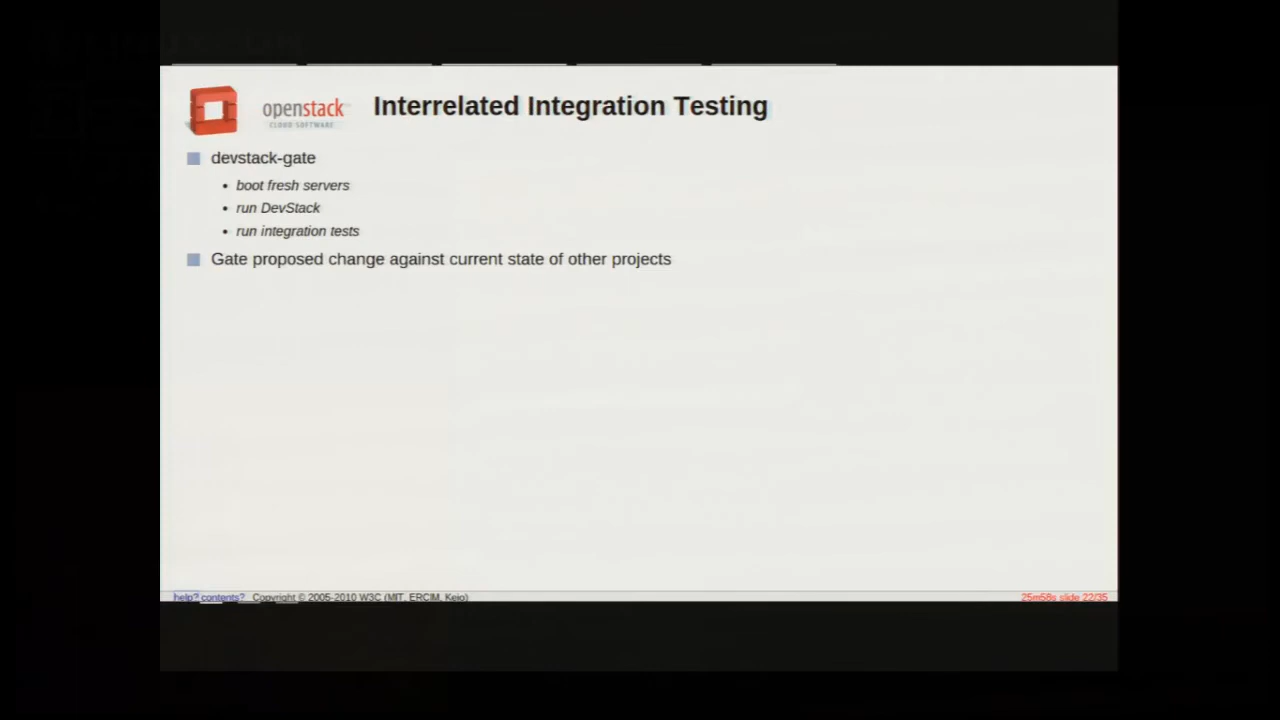 openstack
CLOUD SOFTWARE
Interrelated Integration Testing
devstack-gate
boot fresh servers
run DevStack
run integration tests
Gate proposed change against current state of other projects
help? contents? Copyright © 2005-2010 W3C (MIT, ERCIM, Keio)
25m58s slide 22/35